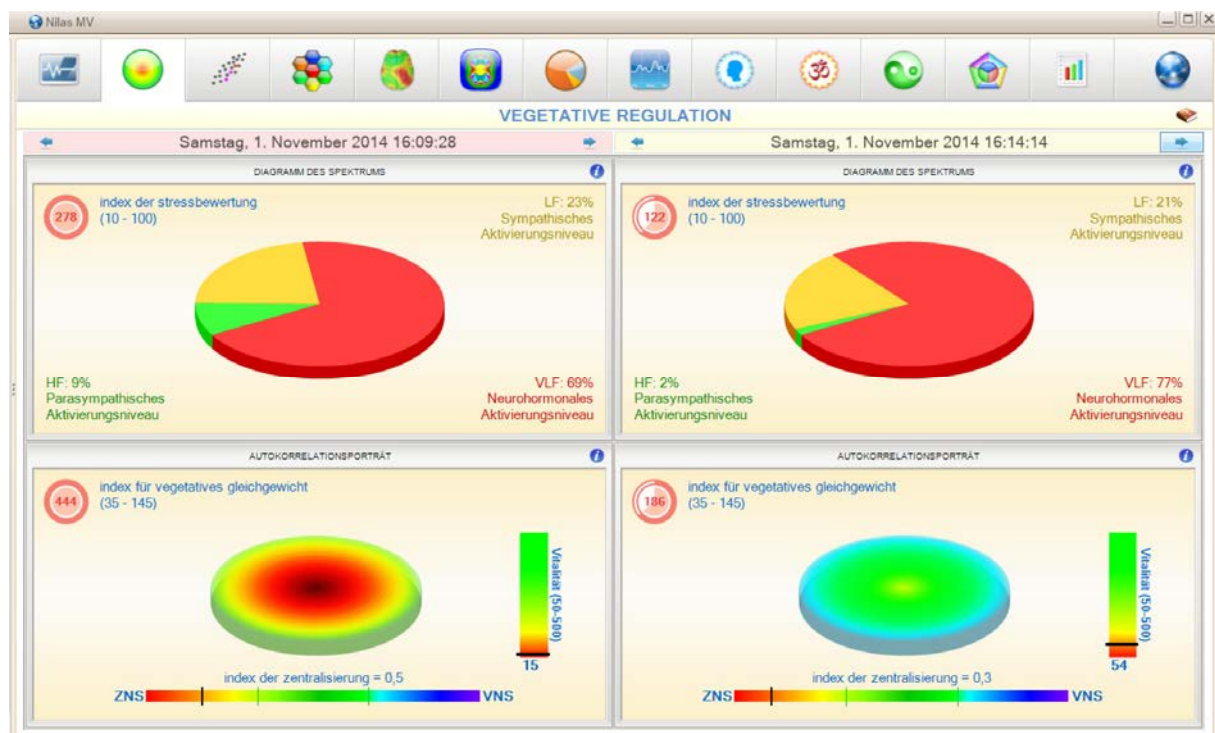 Nilas MV
VEGETATIVE REGULATION
Samstag, 1. November 2014 16:09:28
Samstag, 1. November 2014 16:14:14
DIAGRAMM DES SPEKTRUMS
278
index der stressbewertung
(10 - 100)
LF: 23%
Sympathisches
Aktivierungsniveau
HF: 9%
Parasympathisches
Aktivierungsniveau
VLF: 69%
Neurohormonales
Aktivierungsniveau
DIAGRAMM DES SPEKTRUMS
122
index der stressbewertung
(10 - 100)
LF: 21%
Sympathisches
Aktivierungsniveau
HF: 2%
Parasympathisches
Aktivierungsniveau
VLF: 77%
Neurohormonales
Aktivierungsniveau
AUTOKORRELATIONSPORTRÄT
444
index für vegetatives gleichgewicht
(35 - 145)
Vitalität (50-500)
15
index der zentralisierung = 0,5
ZNS
VNS
AUTOKORRELATIONSPORTRÄT
186
index für vegetatives gleichgewicht
(35 - 145)
Vitalität (50-500)
54
index der zentralisierung = 0,3
ZNS
VNS